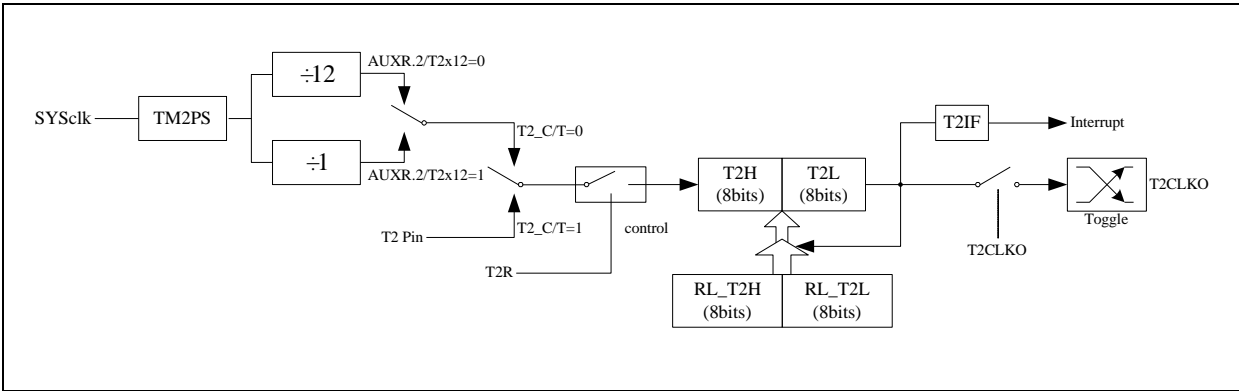 ÷12
AUXR.2/T2x12=0
SYSclk
TM2PS
T2_C/T=0
÷1
AUXR.2/T2x12=1
T2 Pin
T2_C/T=1
T2R
control
T2H
(8bits)
T2L
(8bits)
RL_T2H
(8bits)
RL_T2L
(8bits)
T2IF
Interrupt
T2CLKO
Toggle
T2CLKO